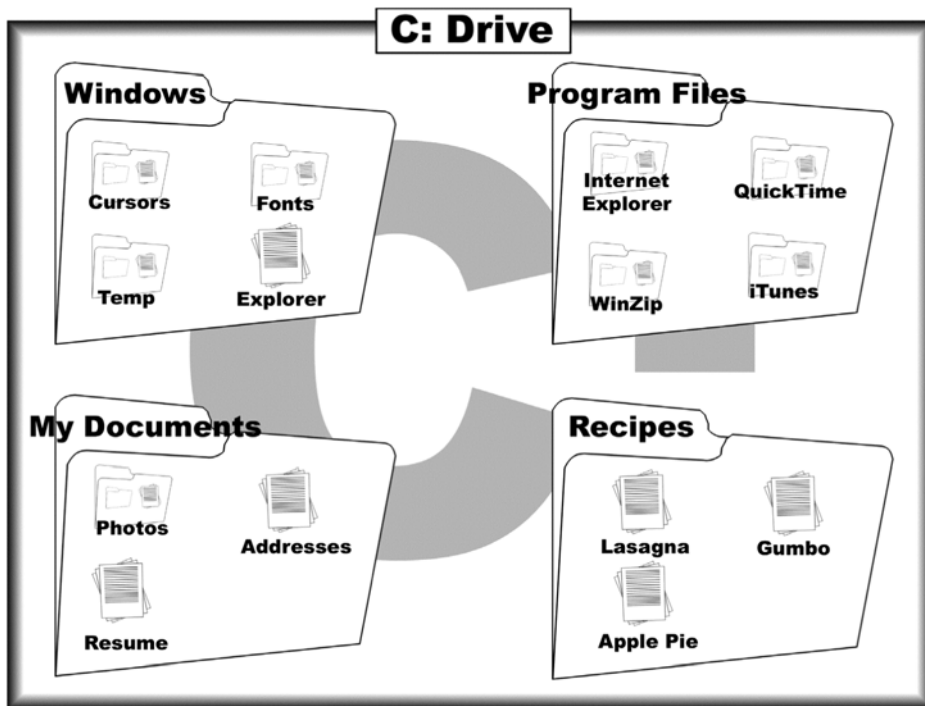 C: Drive
Windows
Cursors
Fonts
Temp
Explorer
Program Files
Internet
Explorer
QuickTime
WinZip
iTunes
My Documents
Photos
Addresses
Resume
Recipes
Lasagna
Gumbo
Apple Pie
C: